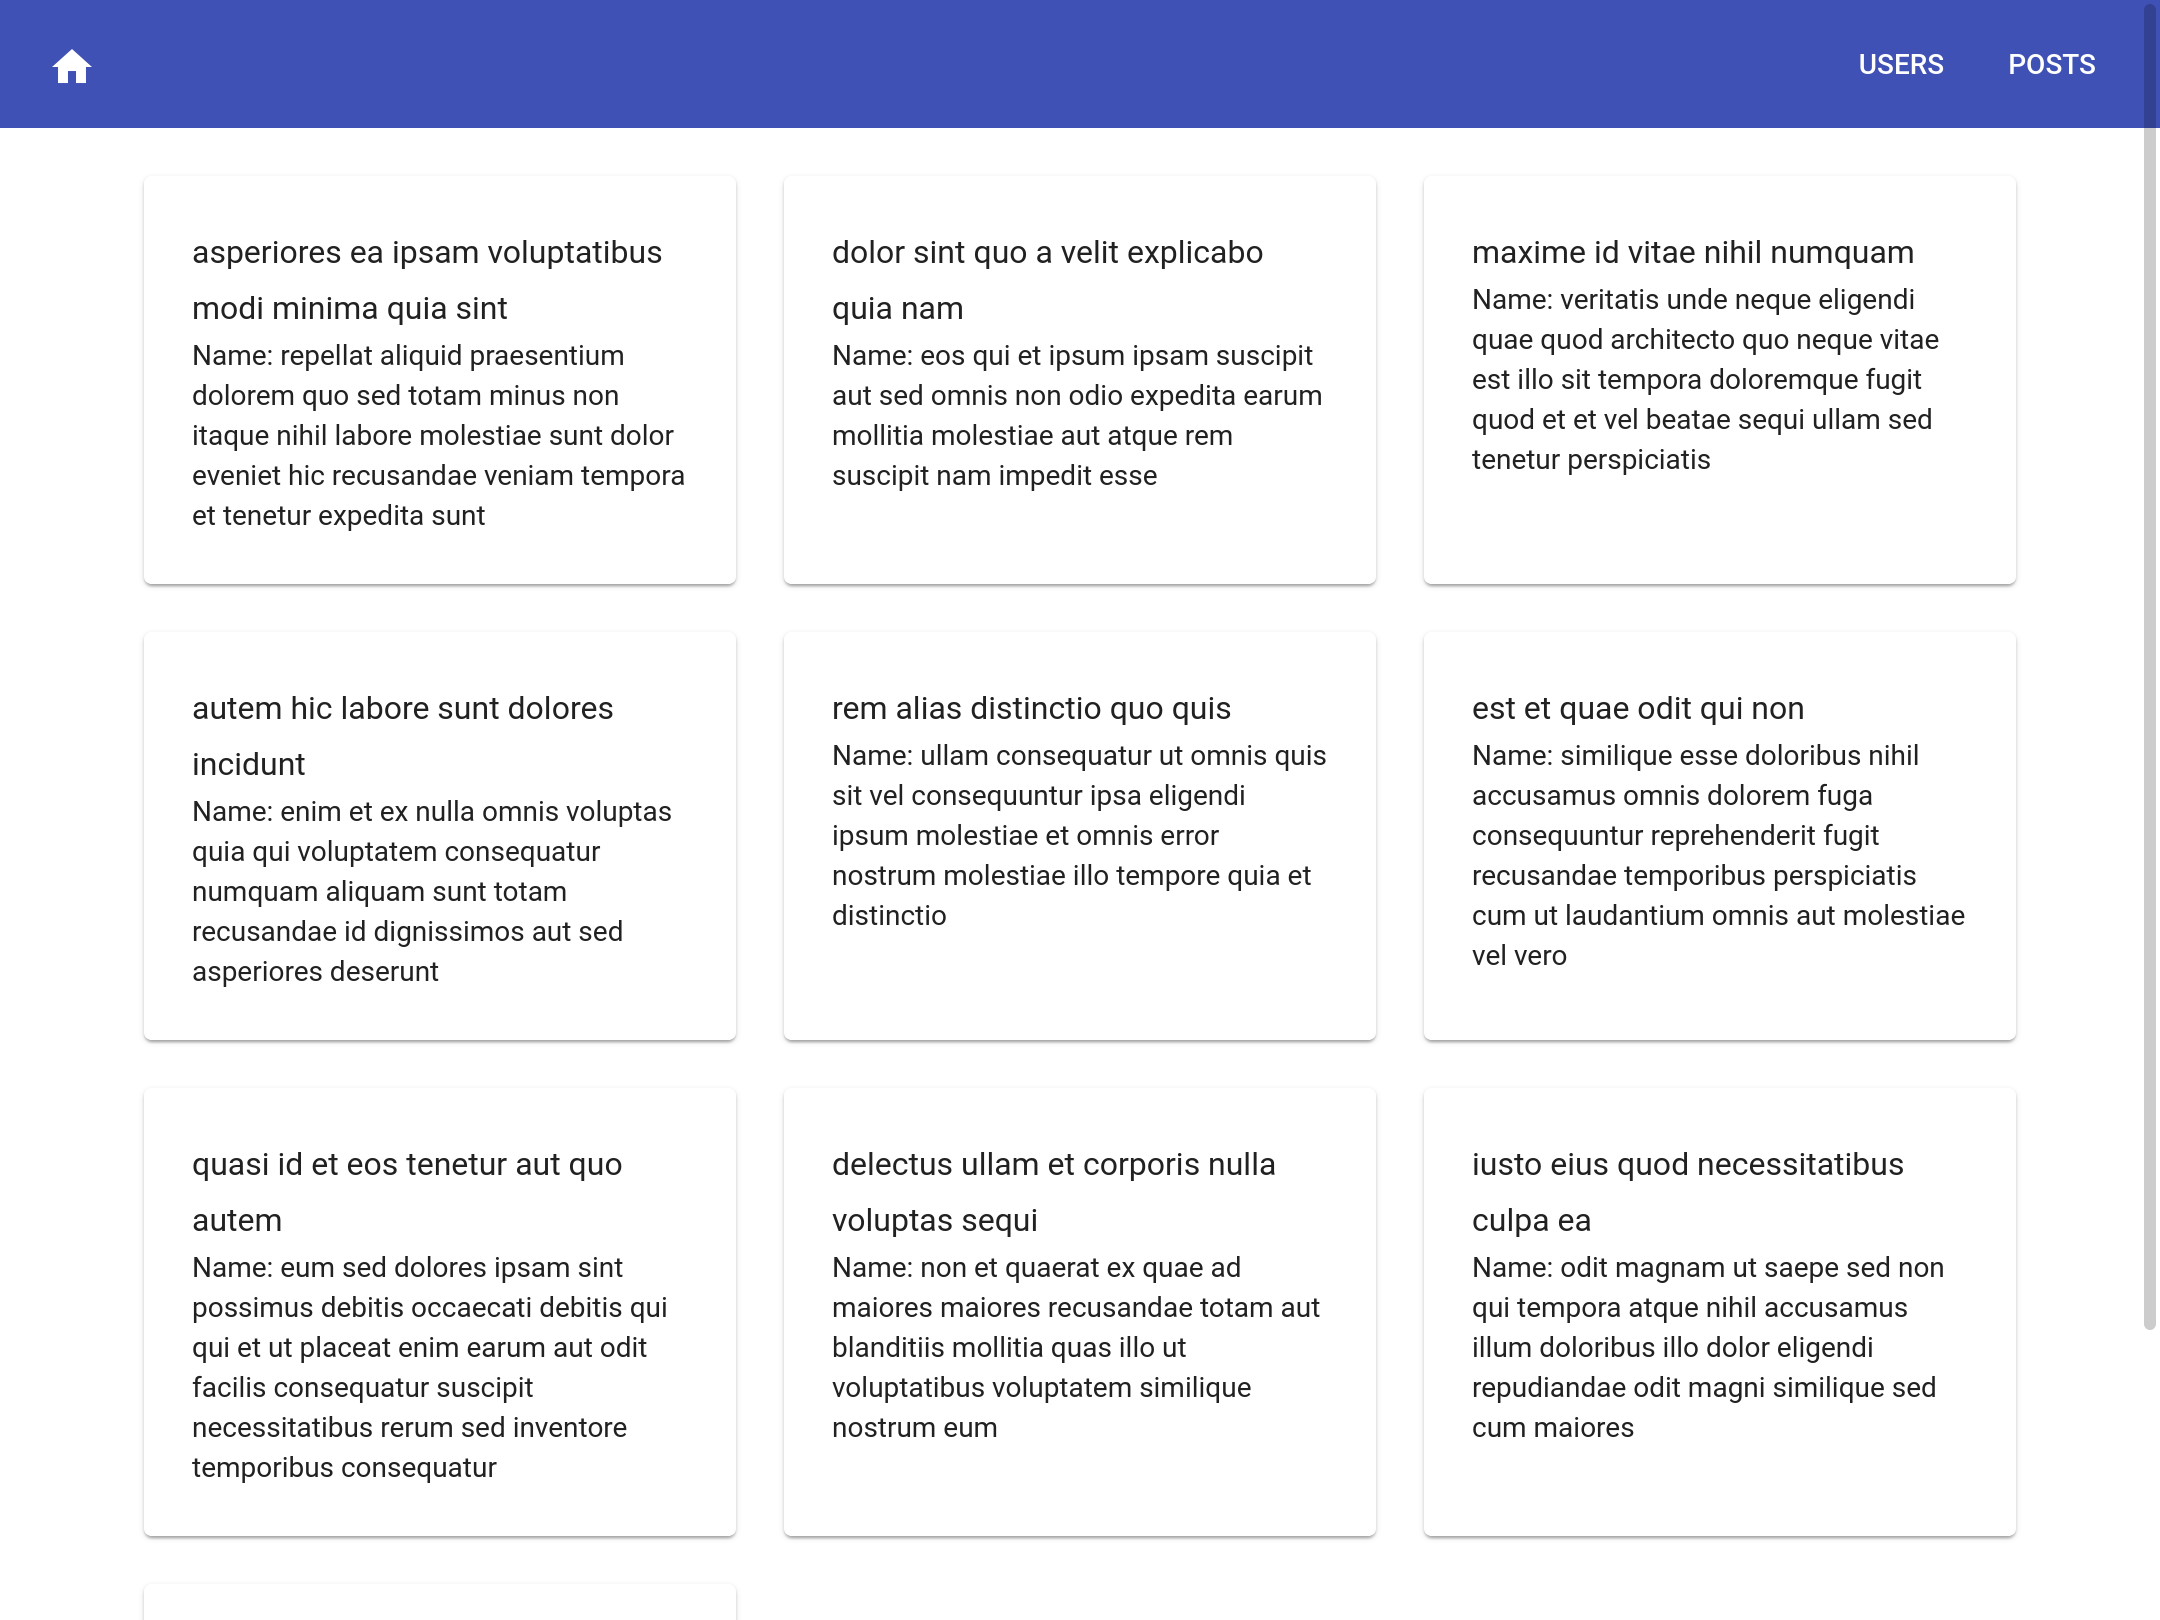 USERS
POSTS
asperiores ea ipsam voluptatibus
modi minima quia sint
Name: repellat aliquid praesentium
dolorem quo sed totam minus non
itaque nihil labore molestiae sunt dolor
eveniet hic recusandae veniam tempora
et tenetur expedita sunt
dolor sint quo a velit explicabo
quia nam
Name: eos qui et ipsum ipsam suscipit
aut sed omnis non odio expedita earum
mollitia molestiae aut atque rem
suscipit nam impedit esse
maxime id vitae nihil numquam
Name: veritatis unde neque eligendi
quae quod architecto quo neque vitae
est illo sit tempora doloremque fugit
quod et et vel beatae sequi ullam sed
tenetur perspiciatis
autem hic labore sunt dolores
incidunt
Name: enim et ex nulla omnis voluptas
quia qui voluptatem consequatur
numquam aliquam sunt totam
recusandae id dignissimos aut sed
asperiores deserunt
rem alias distinctio quo quis
Name: ullam consequatur ut omnis quis
sit vel consequuntur ipsa eligendi
ipsum molestiae et omnis error
nostrum molestiae illo tempore quia et
distinctio
est et quae odit qui non
Name: similique esse doloribus nihil
accusamus omnis dolorem fuga
consequuntur reprehenderit fugit
recusandae temporibus perspiciatis
cum ut laudantium omnis aut molestiae
vel vero
quasi id et eos tenetur aut quo
autem
Name: eum sed dolores ipsam sint
possimus debitis occaecati debitis qui
qui et ut placeat enim earum aut odit
facilis consequatur suscipit
necessitatibus rerum sed inventore
temporibus consequatur
delectus ullam et corporis nulla
voluptas sequi
Name: non et quaerat ex quae ad
maiores maiores recusandae totam aut
blanditiis mollitia quas illo ut
voluptatibus voluptatem similique
nostrum eum
iusto eius quod necessitatibus
culpa ea
Name: odit magnam ut saepe sed non
qui tempora atque nihil accusamus
illum doloribus illo dolor eligendi
repudiandae odit magni similique sed
cum maiores